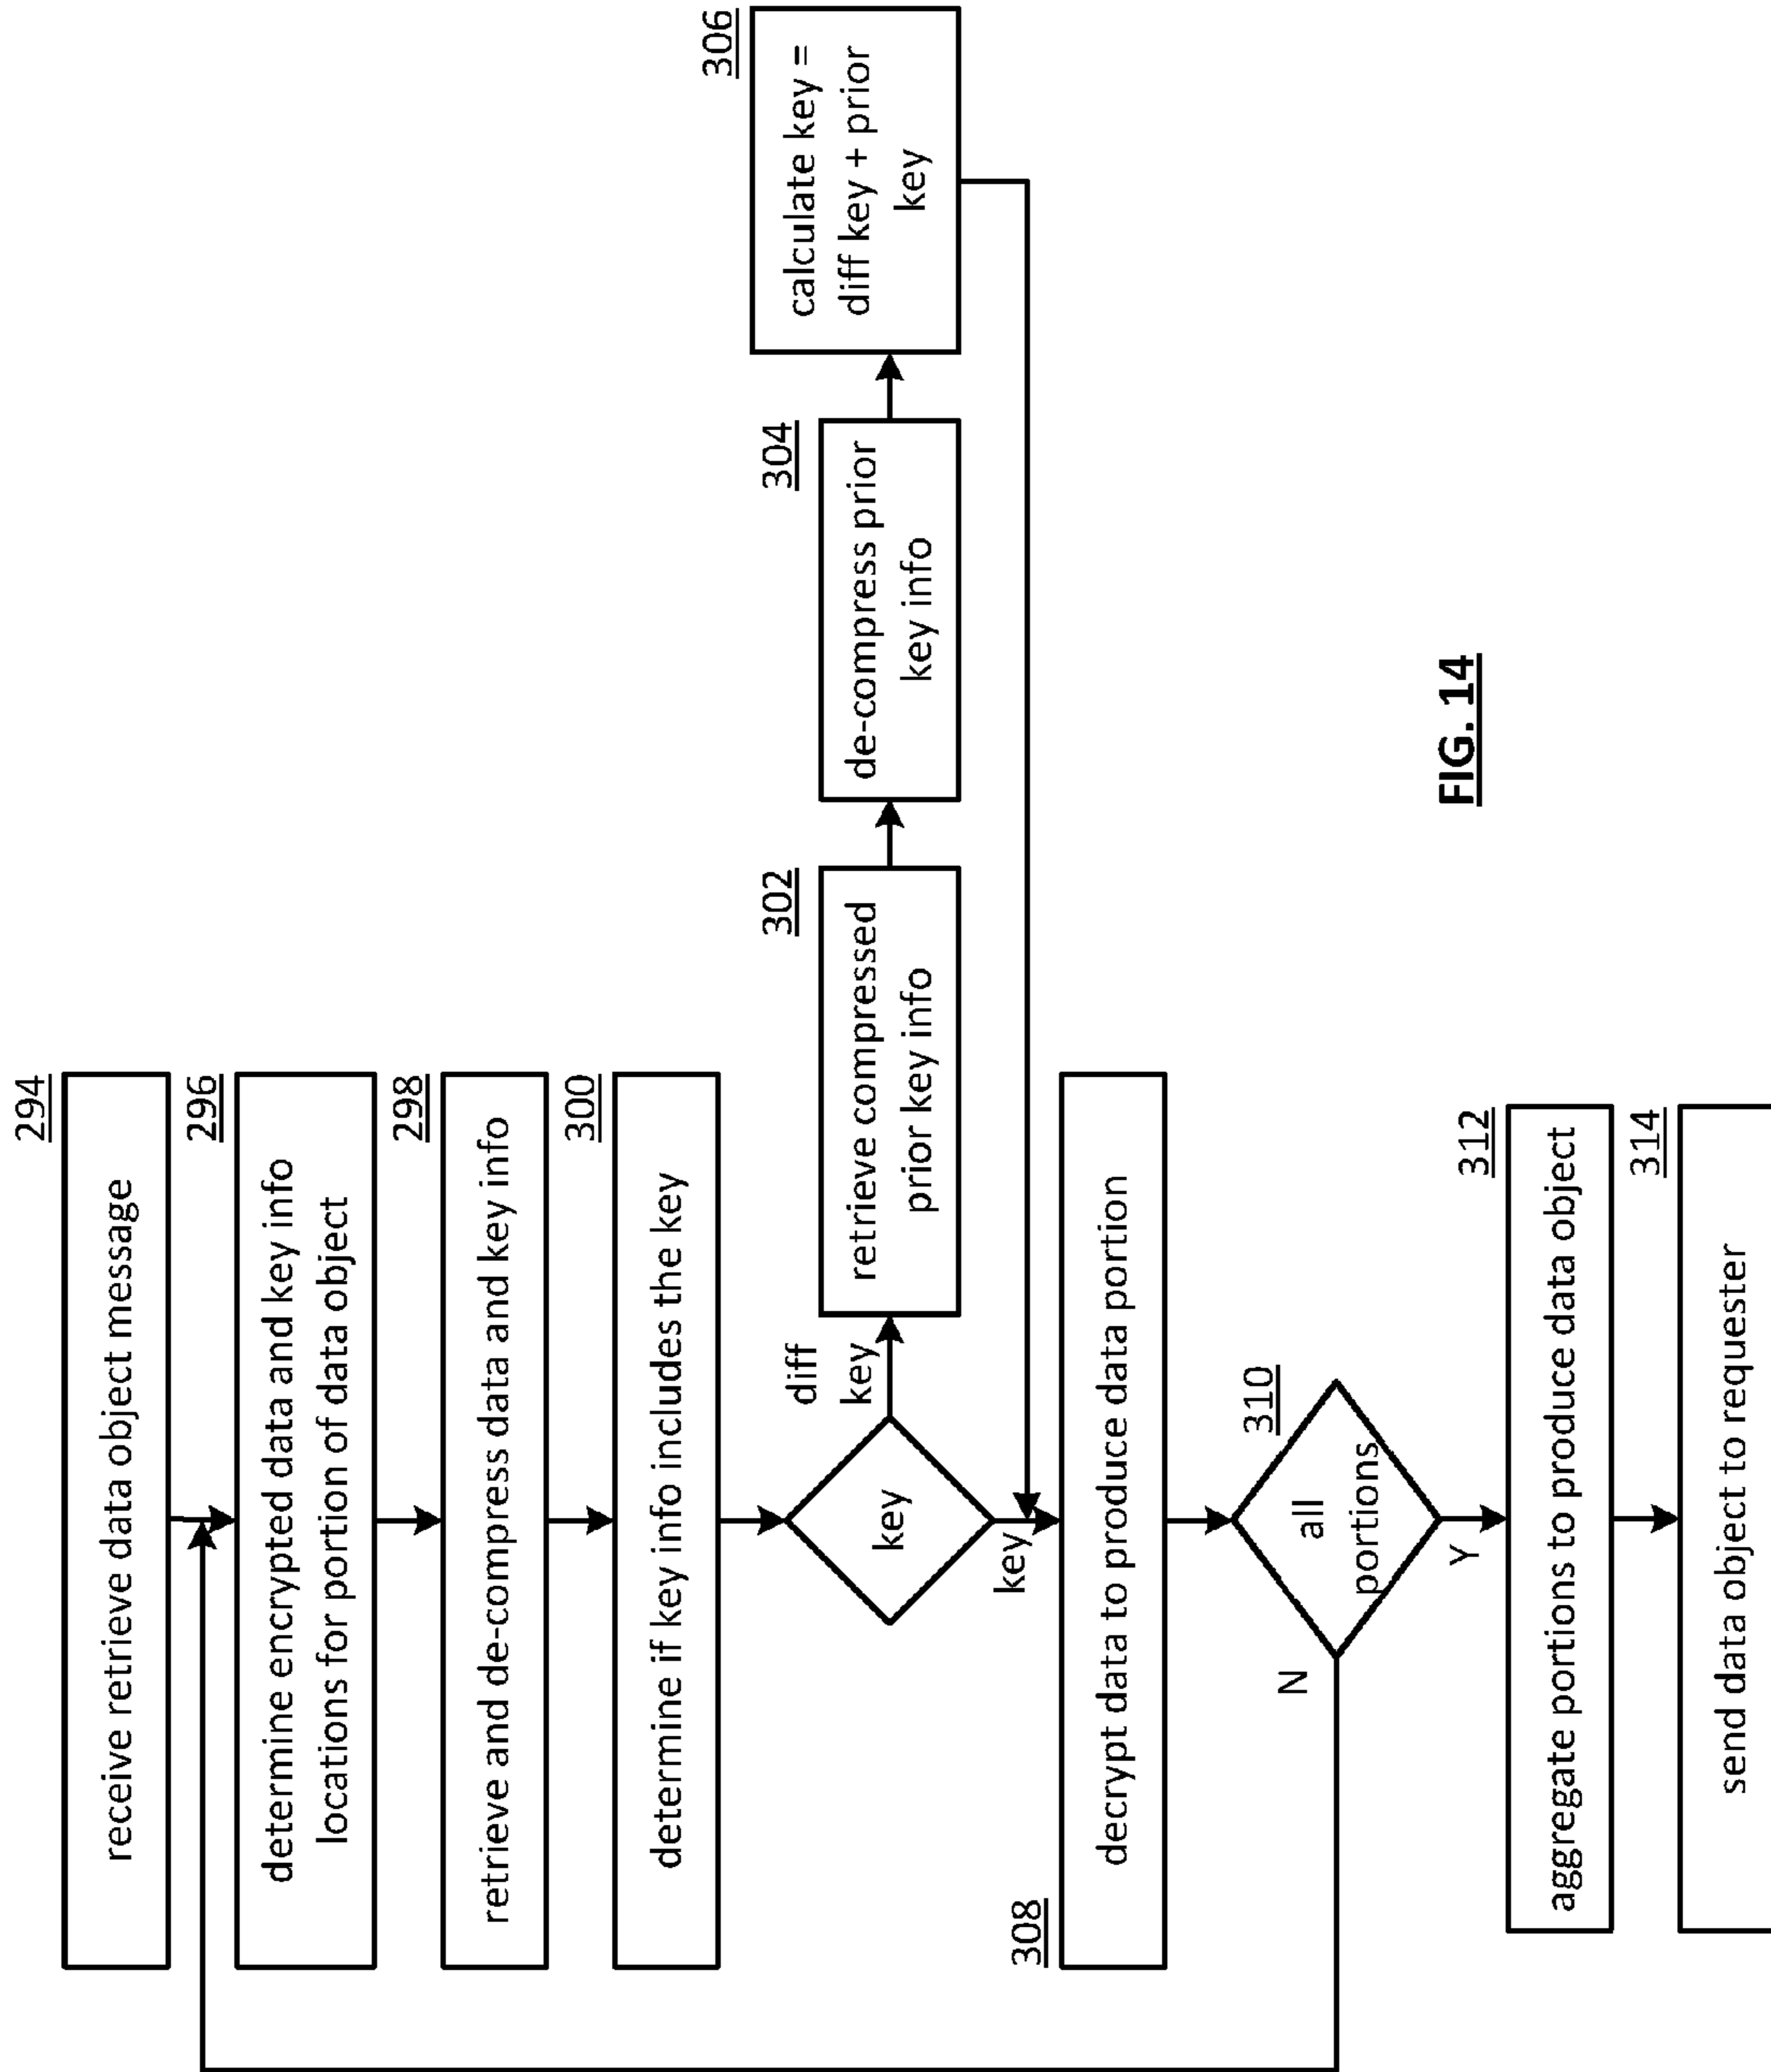 294
receive retrieve data object message
296
determine encrypted data and key info
locations for portion of data object
298
retrieve and de-compress data and key info
300
determine if key info includes the key
key
diff
key
key
302
retrieve compressed
prior key info
304
de-compress prior
key info
306
calculate key =
diff key + prior
key
308
decrypt data to produce data portion
310
all
portions
N
Y
312
aggregate portions to produce data object
314
send data object to requester
FIG. 14